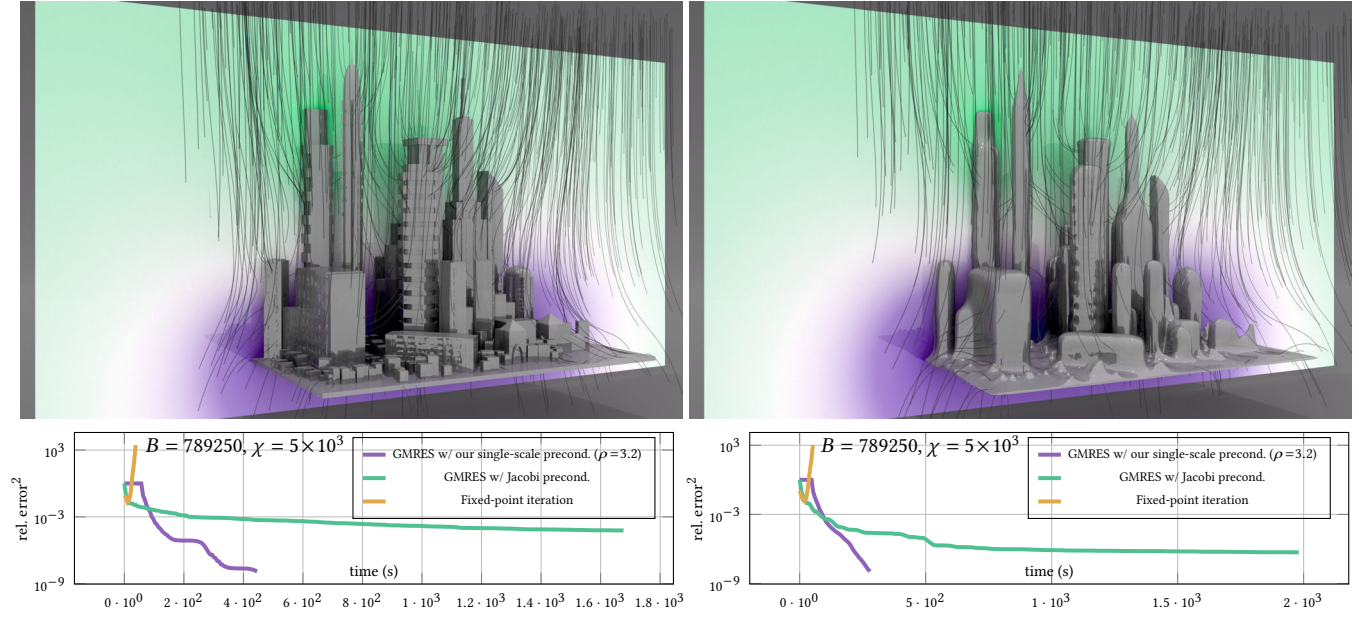 10³
10⁻³
10⁻⁹
rel. error²
B = 789250, χ = 5×10³
GMRES w/ our single-scale precond. (ρ=3.2)
GMRES w/ Jacobi precond.
Fixed-point iteration
time (s)
0 · 10⁰ 2 · 10² 4 · 10² 6 · 10² 8 · 10² 1 · 10³ 1.2 · 10³ 1.4 · 10³ 1.6 · 10³ 1.8 · 10³
10³
10⁻³
10⁻⁹
rel. error²
B = 789250, χ = 5×10³
GMRES w/ our single-scale precond. (ρ=3.2)
GMRES w/ Jacobi precond.
Fixed-point iteration
time (s)
0 · 10⁰ 5 · 10² 1 · 10³ 1.5 · 10³ 2 · 10³